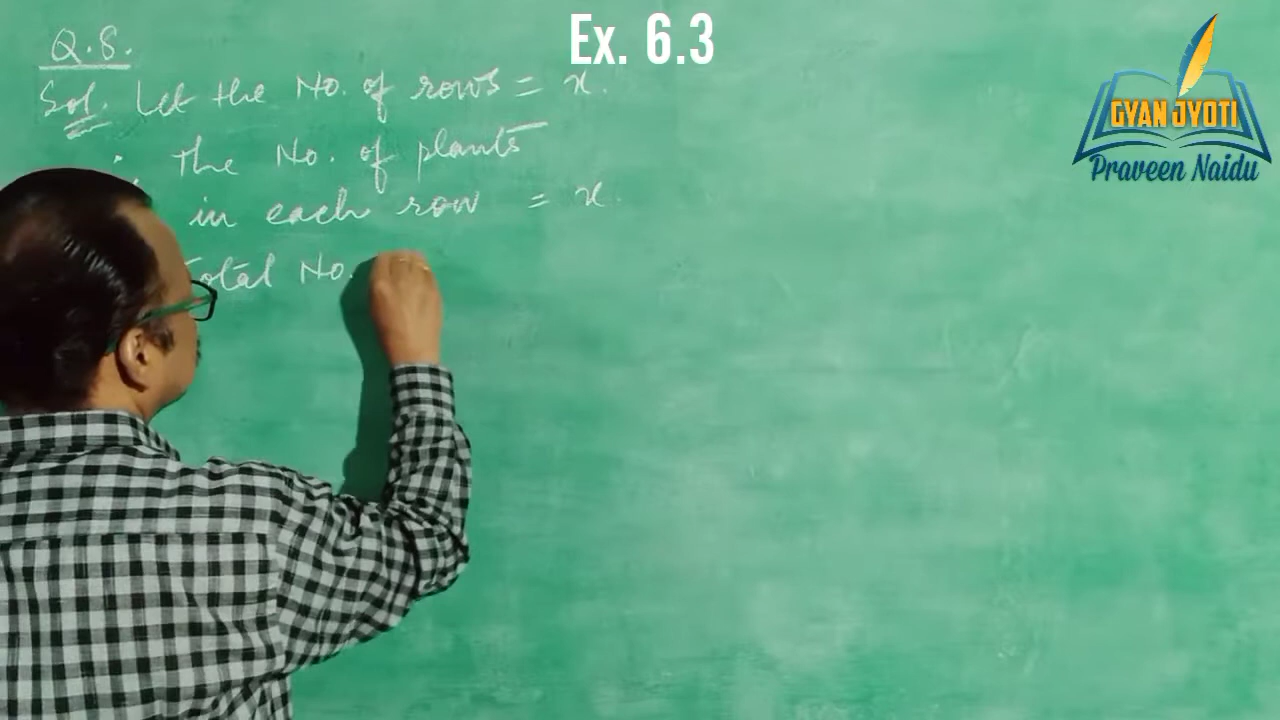 Ex. 6.3
Q.8.
Sol. Let the No. of rows = x.
∴ The No. of plants
in each row = x.
Total No.
GYAN JYOTI
Praveen Naidu